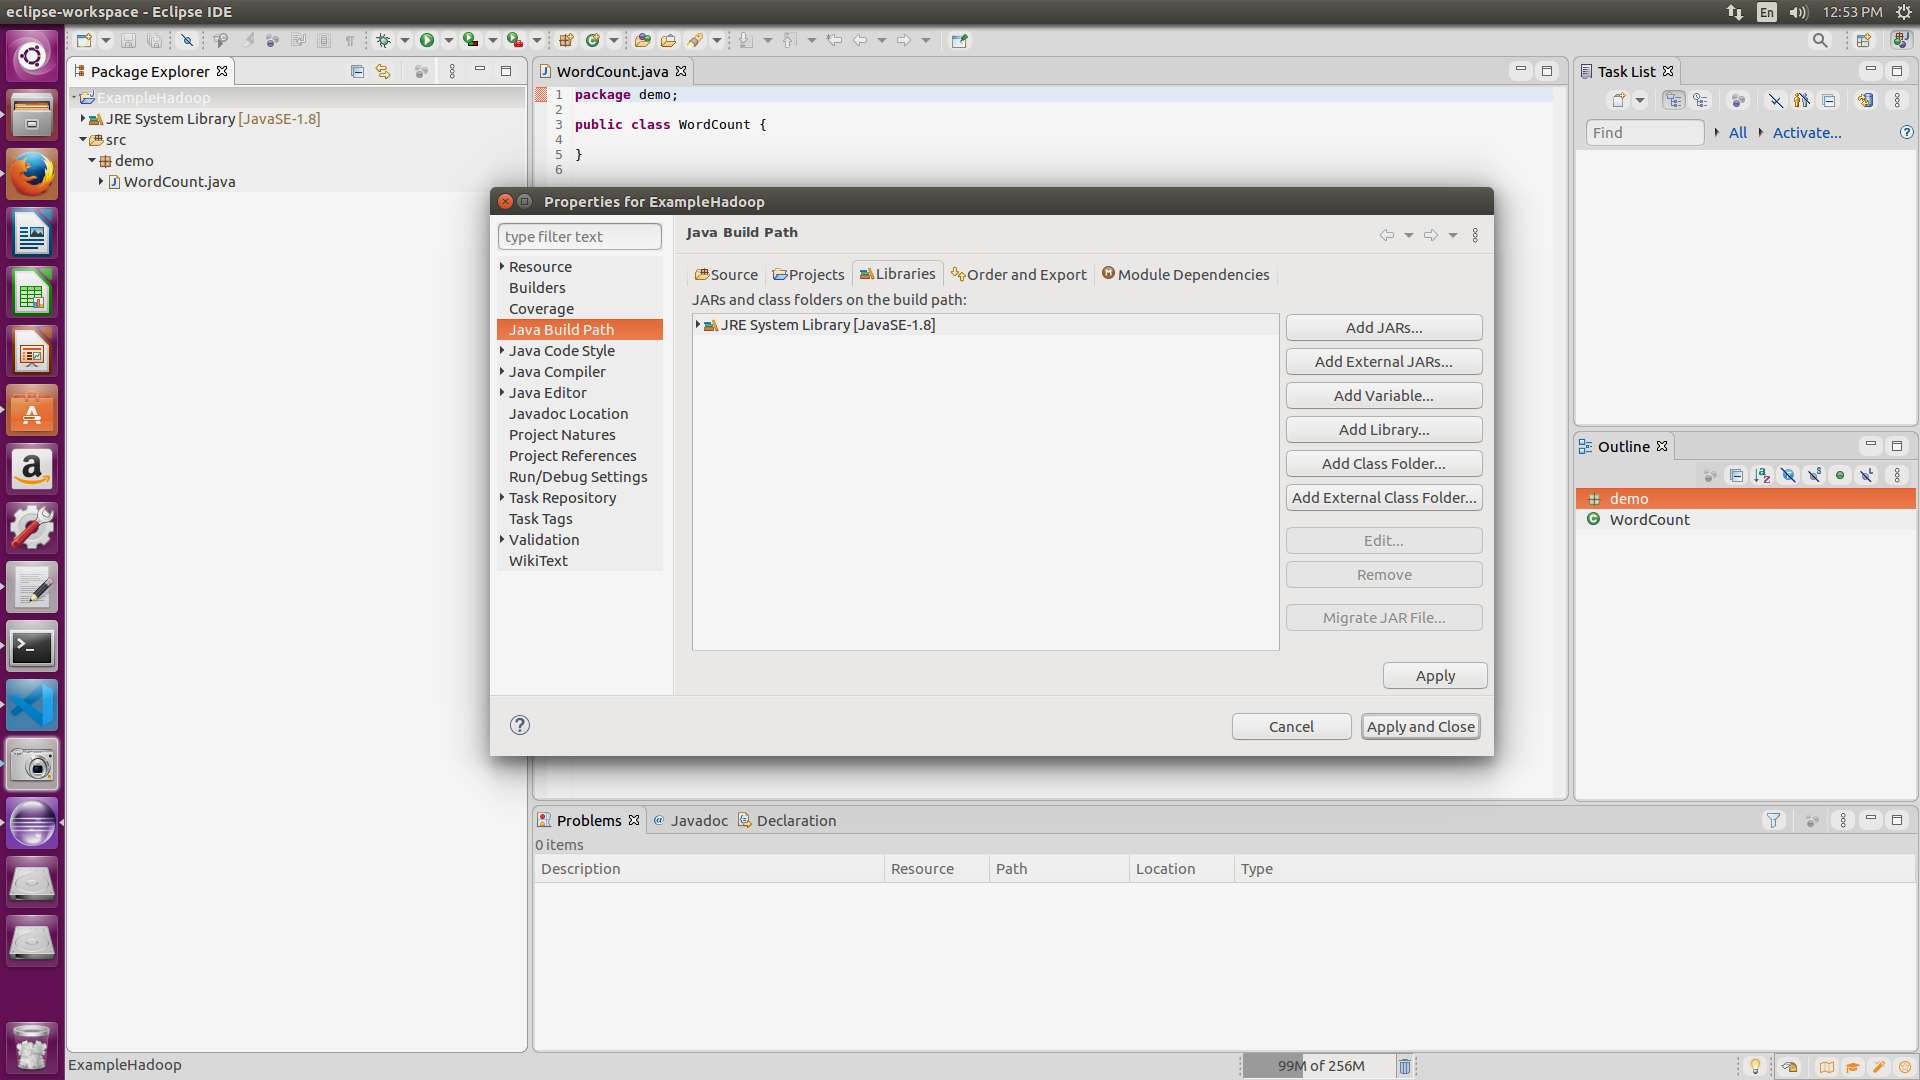 eclipse-workspace - Eclipse IDE
En
12:53 PM
Package Explorer
ExampleHadoop
JRE System Library [JavaSE-1.8]
src
demo
WordCount.java
WordCount.java
1 package demo;
2
3 public class WordCount {
4
5 }
6
Properties for ExampleHadoop
type filter text
Resource
Builders
Coverage
Java Build Path
Java Code Style
Java Compiler
Java Editor
Javadoc Location
Project Natures
Project References
Run/Debug Settings
Task Repository
Task Tags
Validation
WikiText
Java Build Path
Source
Projects
Libraries
Order and Export
Module Dependencies
JARs and class folders on the build path:
JRE System Library [JavaSE-1.8]
Add JARs...
Add External JARs...
Add Variable...
Add Library...
Add Class Folder...
Add External Class Folder...
Edit...
Remove
Migrate JAR File...
Apply
Cancel
Apply and Close
Task List
Find
All
Activate...
Outline
demo
WordCount
Problems
Javadoc
Declaration
0 items
Description
Resource
Path
Location
Type
ExampleHadoop
99M of 256M